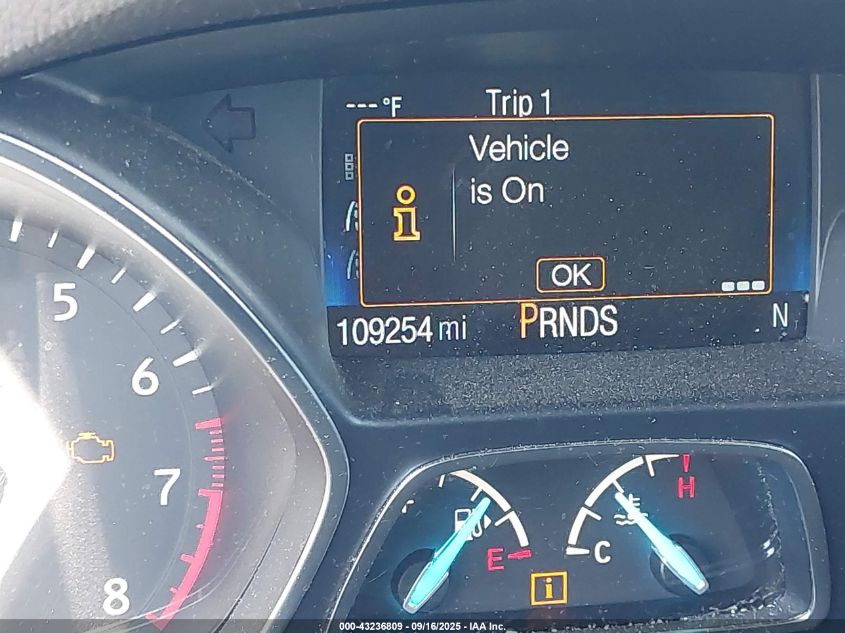 ---°F
Trip 1
Vehicle
is On
i
OK
109254 mi
PRNDS
N
5
6
7
8
E
C
H
i
000-43236809 - 09/16/2025 - IAA Inc.